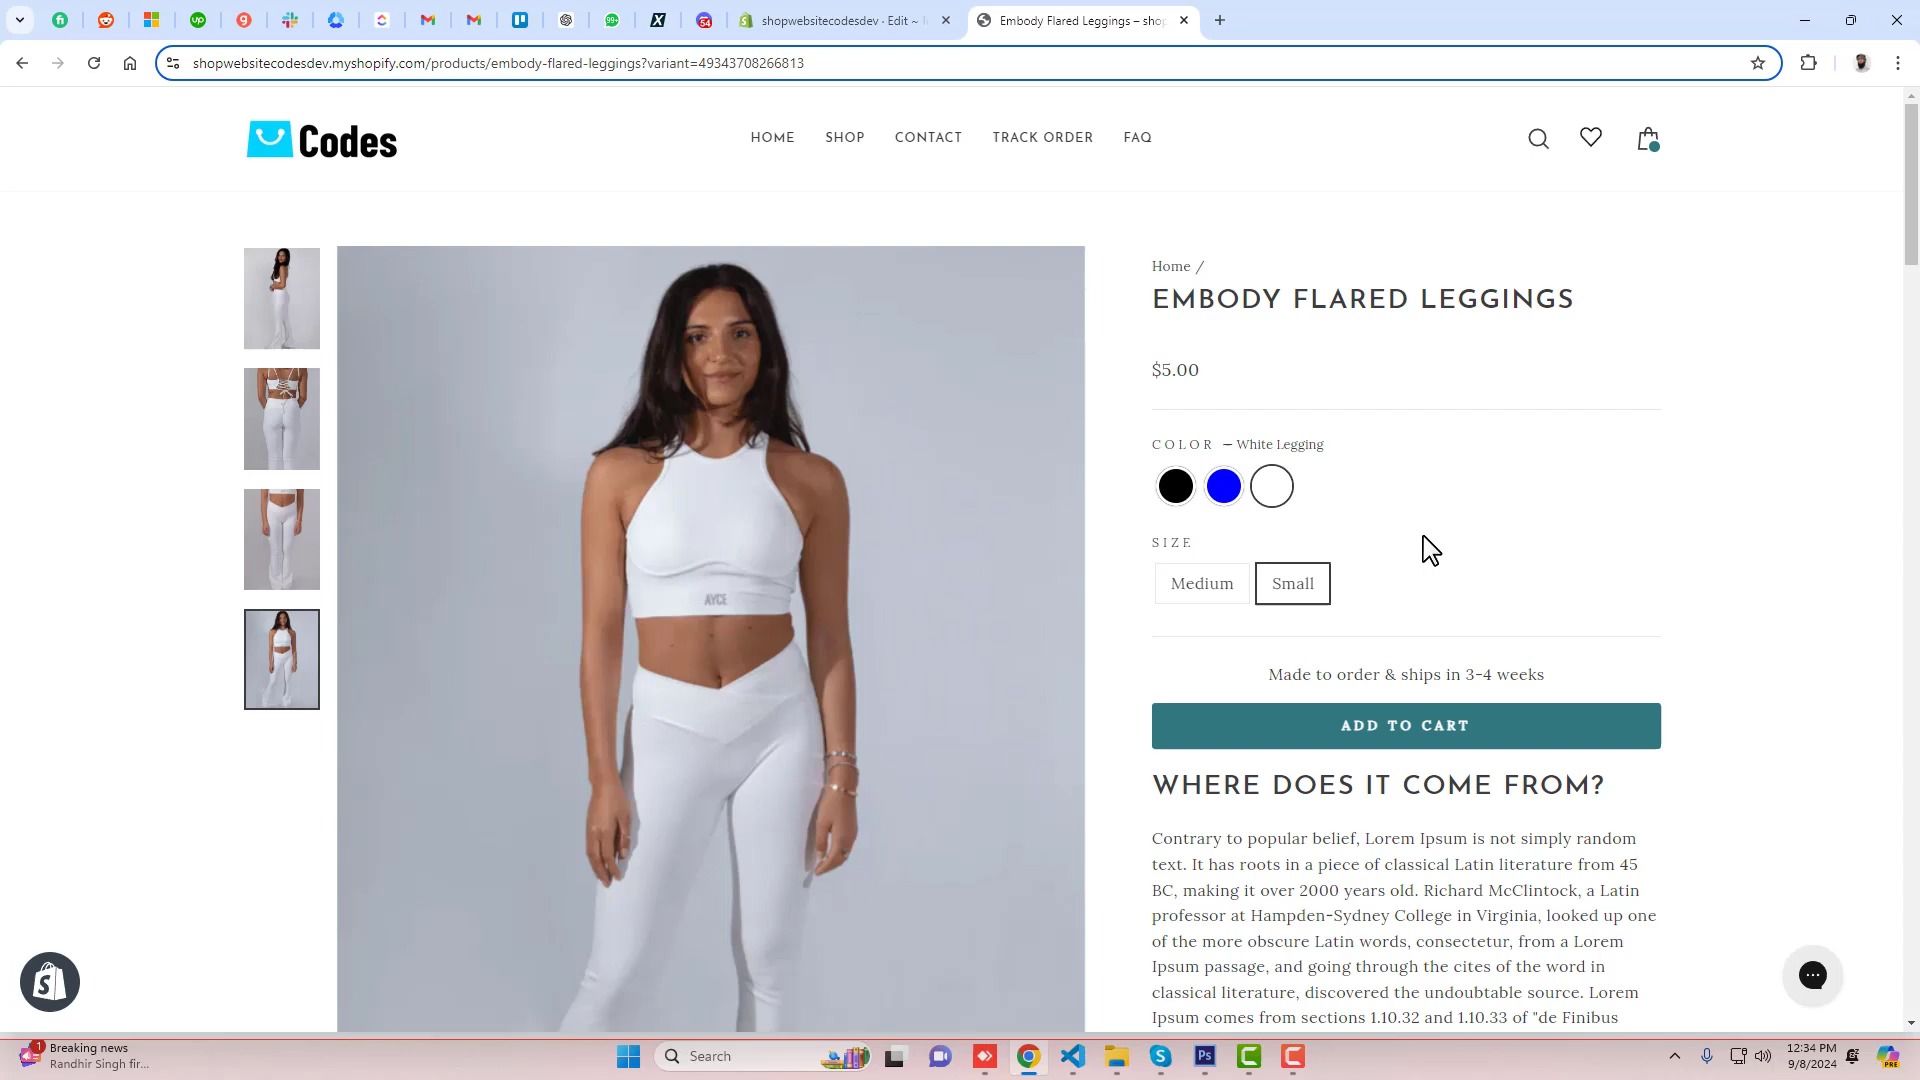 shopwebsitecodesdev - Edit ~
Embody Flared Leggings – shop
shopwebsitecodesdev.myshopify.com/products/embody-flared-leggings?variant=49343708266813
Codes
HOME
SHOP
CONTACT
TRACK ORDER
FAQ
Home /
EMBODY FLARED LEGGINGS
$5.00
COLOR — White Legging
SIZE
Medium
Small
Made to order & ships in 3-4 weeks
ADD TO CART
WHERE DOES IT COME FROM?
Contrary to popular belief, Lorem Ipsum is not simply random
text. It has roots in a piece of classical Latin literature from 45
BC, making it over 2000 years old. Richard McClintock, a Latin
professor at Hampden-Sydney College in Virginia, looked up one
of the more obscure Latin words, consectetur, from a Lorem
Ipsum passage, and going through the cites of the word in
classical literature, discovered the undoubtable source. Lorem
Ipsum comes from sections 1.10.32 and 1.10.33 of "de Finibus
AYCE
Breaking news
Randhir Singh fir...
1
Search
12:34 PM
9/8/2024
up
99+
54
Ps
PRE